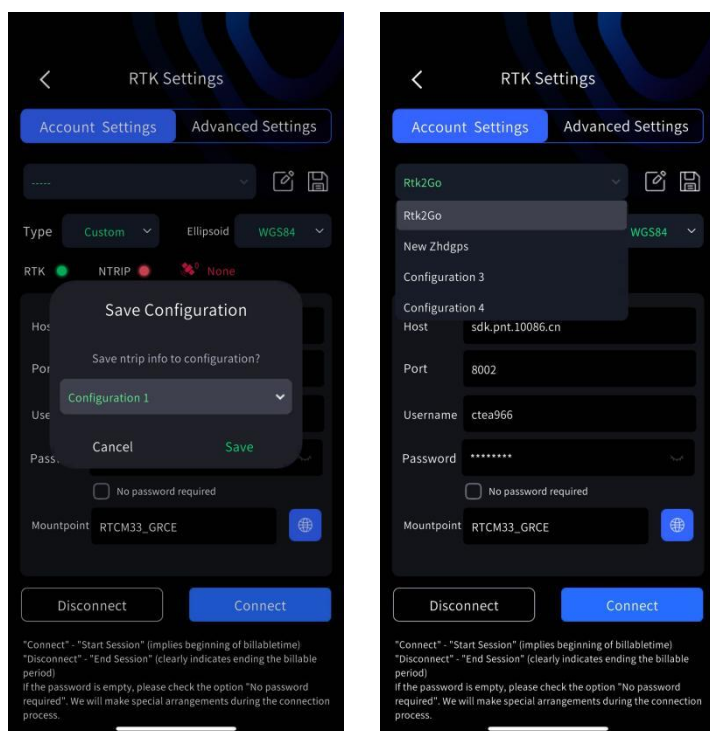 RTK Settings
Account Settings Advanced Settings
-----
Type Custom Ellipsoid WGS84
RTK NTRIP None
Save Configuration
Save ntrip info to configuration?
Configuration 1
Cancel Save
No password required
Mountpoint RTCM33_GRCE
Disconnect Connect
"Connect" - "Start Session" (implies beginning of billabletime)
"Disconnect" - "End Session" (clearly indicates ending the billable
period)
If the password is empty, please check the option "No password
required". We will make special arrangements during the connection
process.
RTK Settings
Account Settings Advanced Settings
Rtk2Go
Rtk2Go
New Zhdgps
Configuration 3
Configuration 4
WGS84
Host sdk.pnt.10086.cn
Port 8002
Username ctea966
Password ********
No password required
Mountpoint RTCM33_GRCE
Disconnect Connect
"Connect" - "Start Session" (implies beginning of billabletime)
"Disconnect" - "End Session" (clearly indicates ending the billable
period)
If the password is empty, please check the option "No password
required". We will make special arrangements during the connection
process.